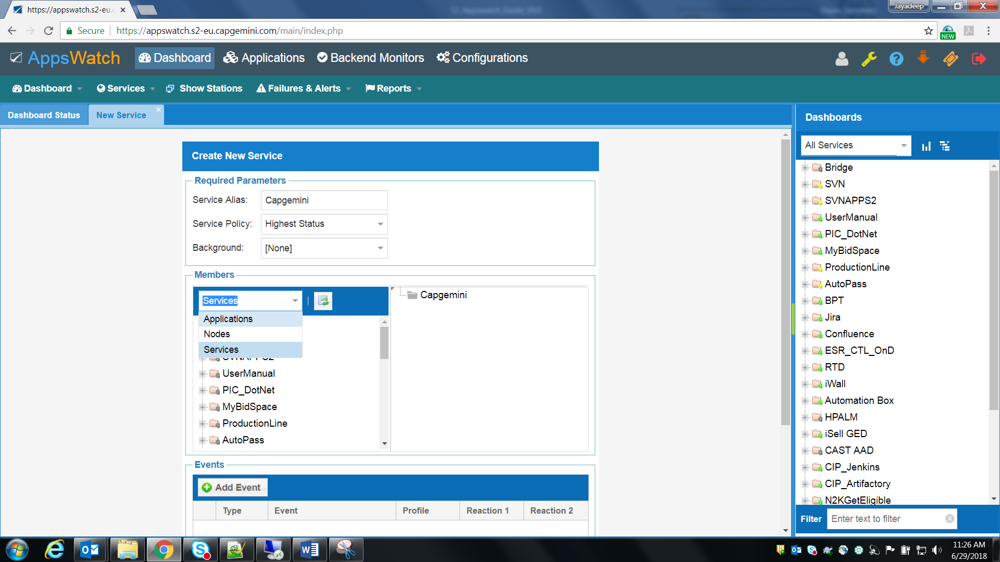 https://appswatch.s2-eu.c
Jayadeep
Secure
https://appswatch.s2-eu.capgemini.com/main/index.php
NEW
AppsWatch
Dashboard
Applications
Backend Monitors
Configurations
Dashboard
Services
Show Stations
Failures & Alerts
Reports
Dashboard Status
New Service
Create New Service
Required Parameters
Service Alias:
Capgemini
Service Policy:
Highest Status
Background:
[None]
Members
Services
Applications
Nodes
Services
SVNAPPS2
UserManual
PIC_DotNet
MyBidSpace
ProductionLine
AutoPass
Capgemini
Events
Add Event
Type
Event
Profile
Reaction 1
Reaction 2
Dashboards
All Services
Bridge
SVN
SVNAPPS2
UserManual
PIC_DotNet
MyBidSpace
ProductionLine
AutoPass
BPT
Jira
Confluence
ESR_CTL_OnD
RTD
iWall
Automation Box
HPALM
iSell GED
CAST AAD
CIP_Jenkins
CIP_Artifactory
N2KGetEligible
Filter
Enter text to filter
11:26 AM
6/29/2018